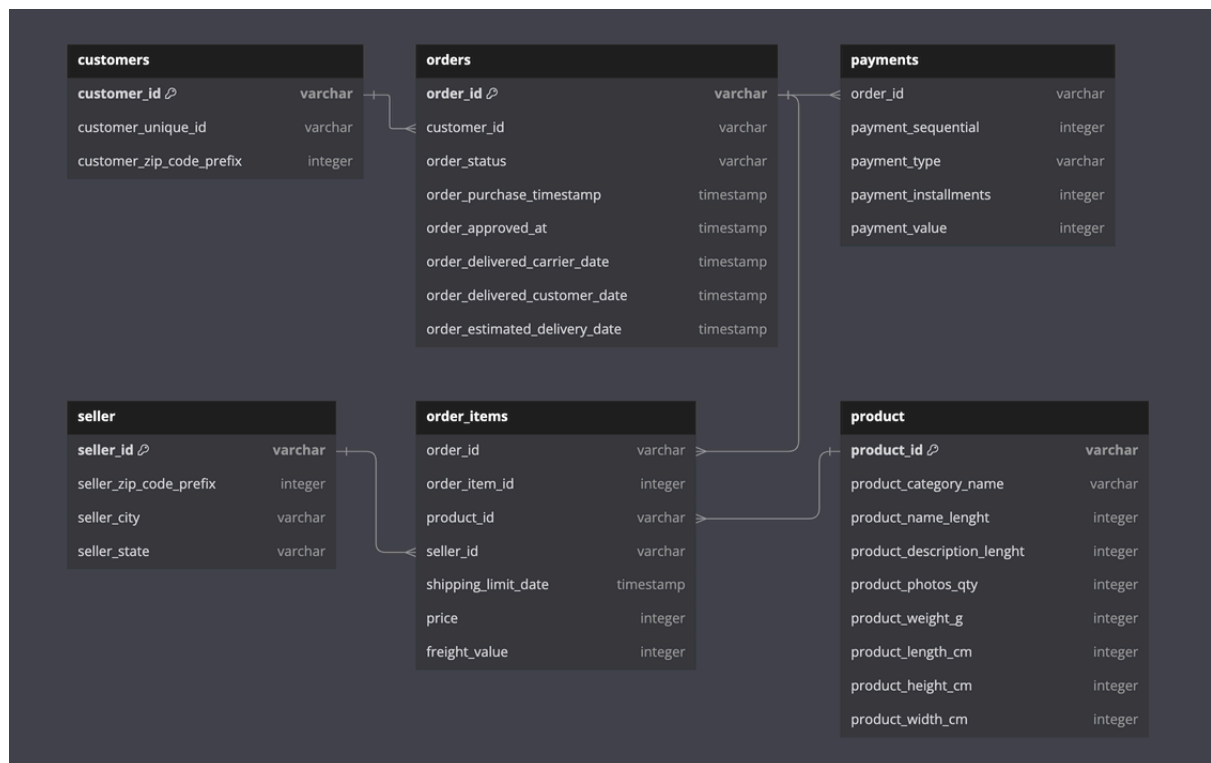 customers
customer_id varchar
customer_unique_id varchar
customer_zip_code_prefix integer
orders
order_id varchar
customer_id varchar
order_status varchar
order_purchase_timestamp timestamp
order_approved_at timestamp
order_delivered_carrier_date timestamp
order_delivered_customer_date timestamp
order_estimated_delivery_date timestamp
payments
order_id varchar
payment_sequential integer
payment_type varchar
payment_installments integer
payment_value integer
seller
seller_id varchar
seller_zip_code_prefix integer
seller_city varchar
seller_state varchar
order_items
order_id varchar
order_item_id integer
product_id varchar
seller_id varchar
shipping_limit_date timestamp
price integer
freight_value integer
product
product_id varchar
product_category_name varchar
product_name_lenght integer
product_description_lenght integer
product_photos_qty integer
product_weight_g integer
product_length_cm integer
product_height_cm integer
product_width_cm integer